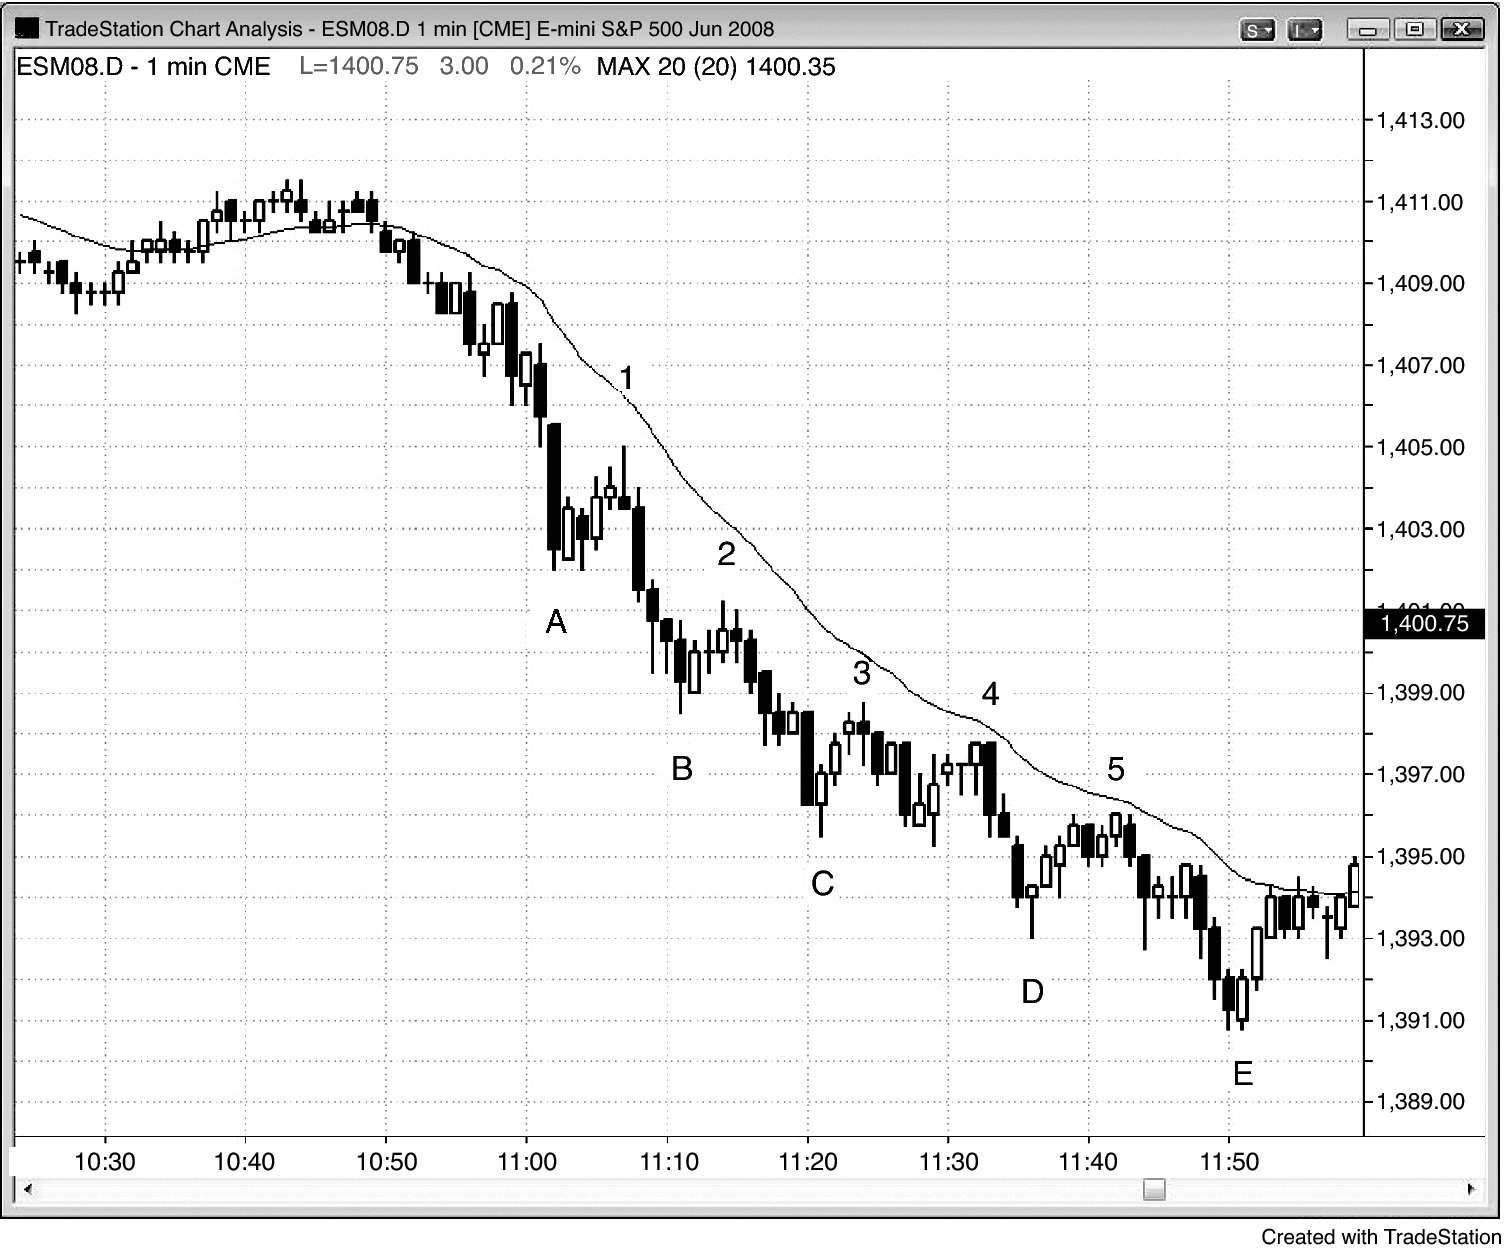 TradeStation Chart Analysis - ESM08.D 1 min [CME] E-mini S&P 500 Jun 2008
S I
ESM08.D - 1 min CME L=1400.75 3.00 0.21% MAX 20 (20) 1400.35
1,413.00
1,411.00
1,409.00
1,407.00
1
1,405.00
1,403.00
2
1,401.00
A
1,400.75
3
1,399.00
4
B
1,397.00
5
1,395.00
C
1,393.00
D
1,391.00
E
1,389.00
10:30 10:40 10:50 11:00 11:10 11:20 11:30 11:40 11:50
Created with TradeStation